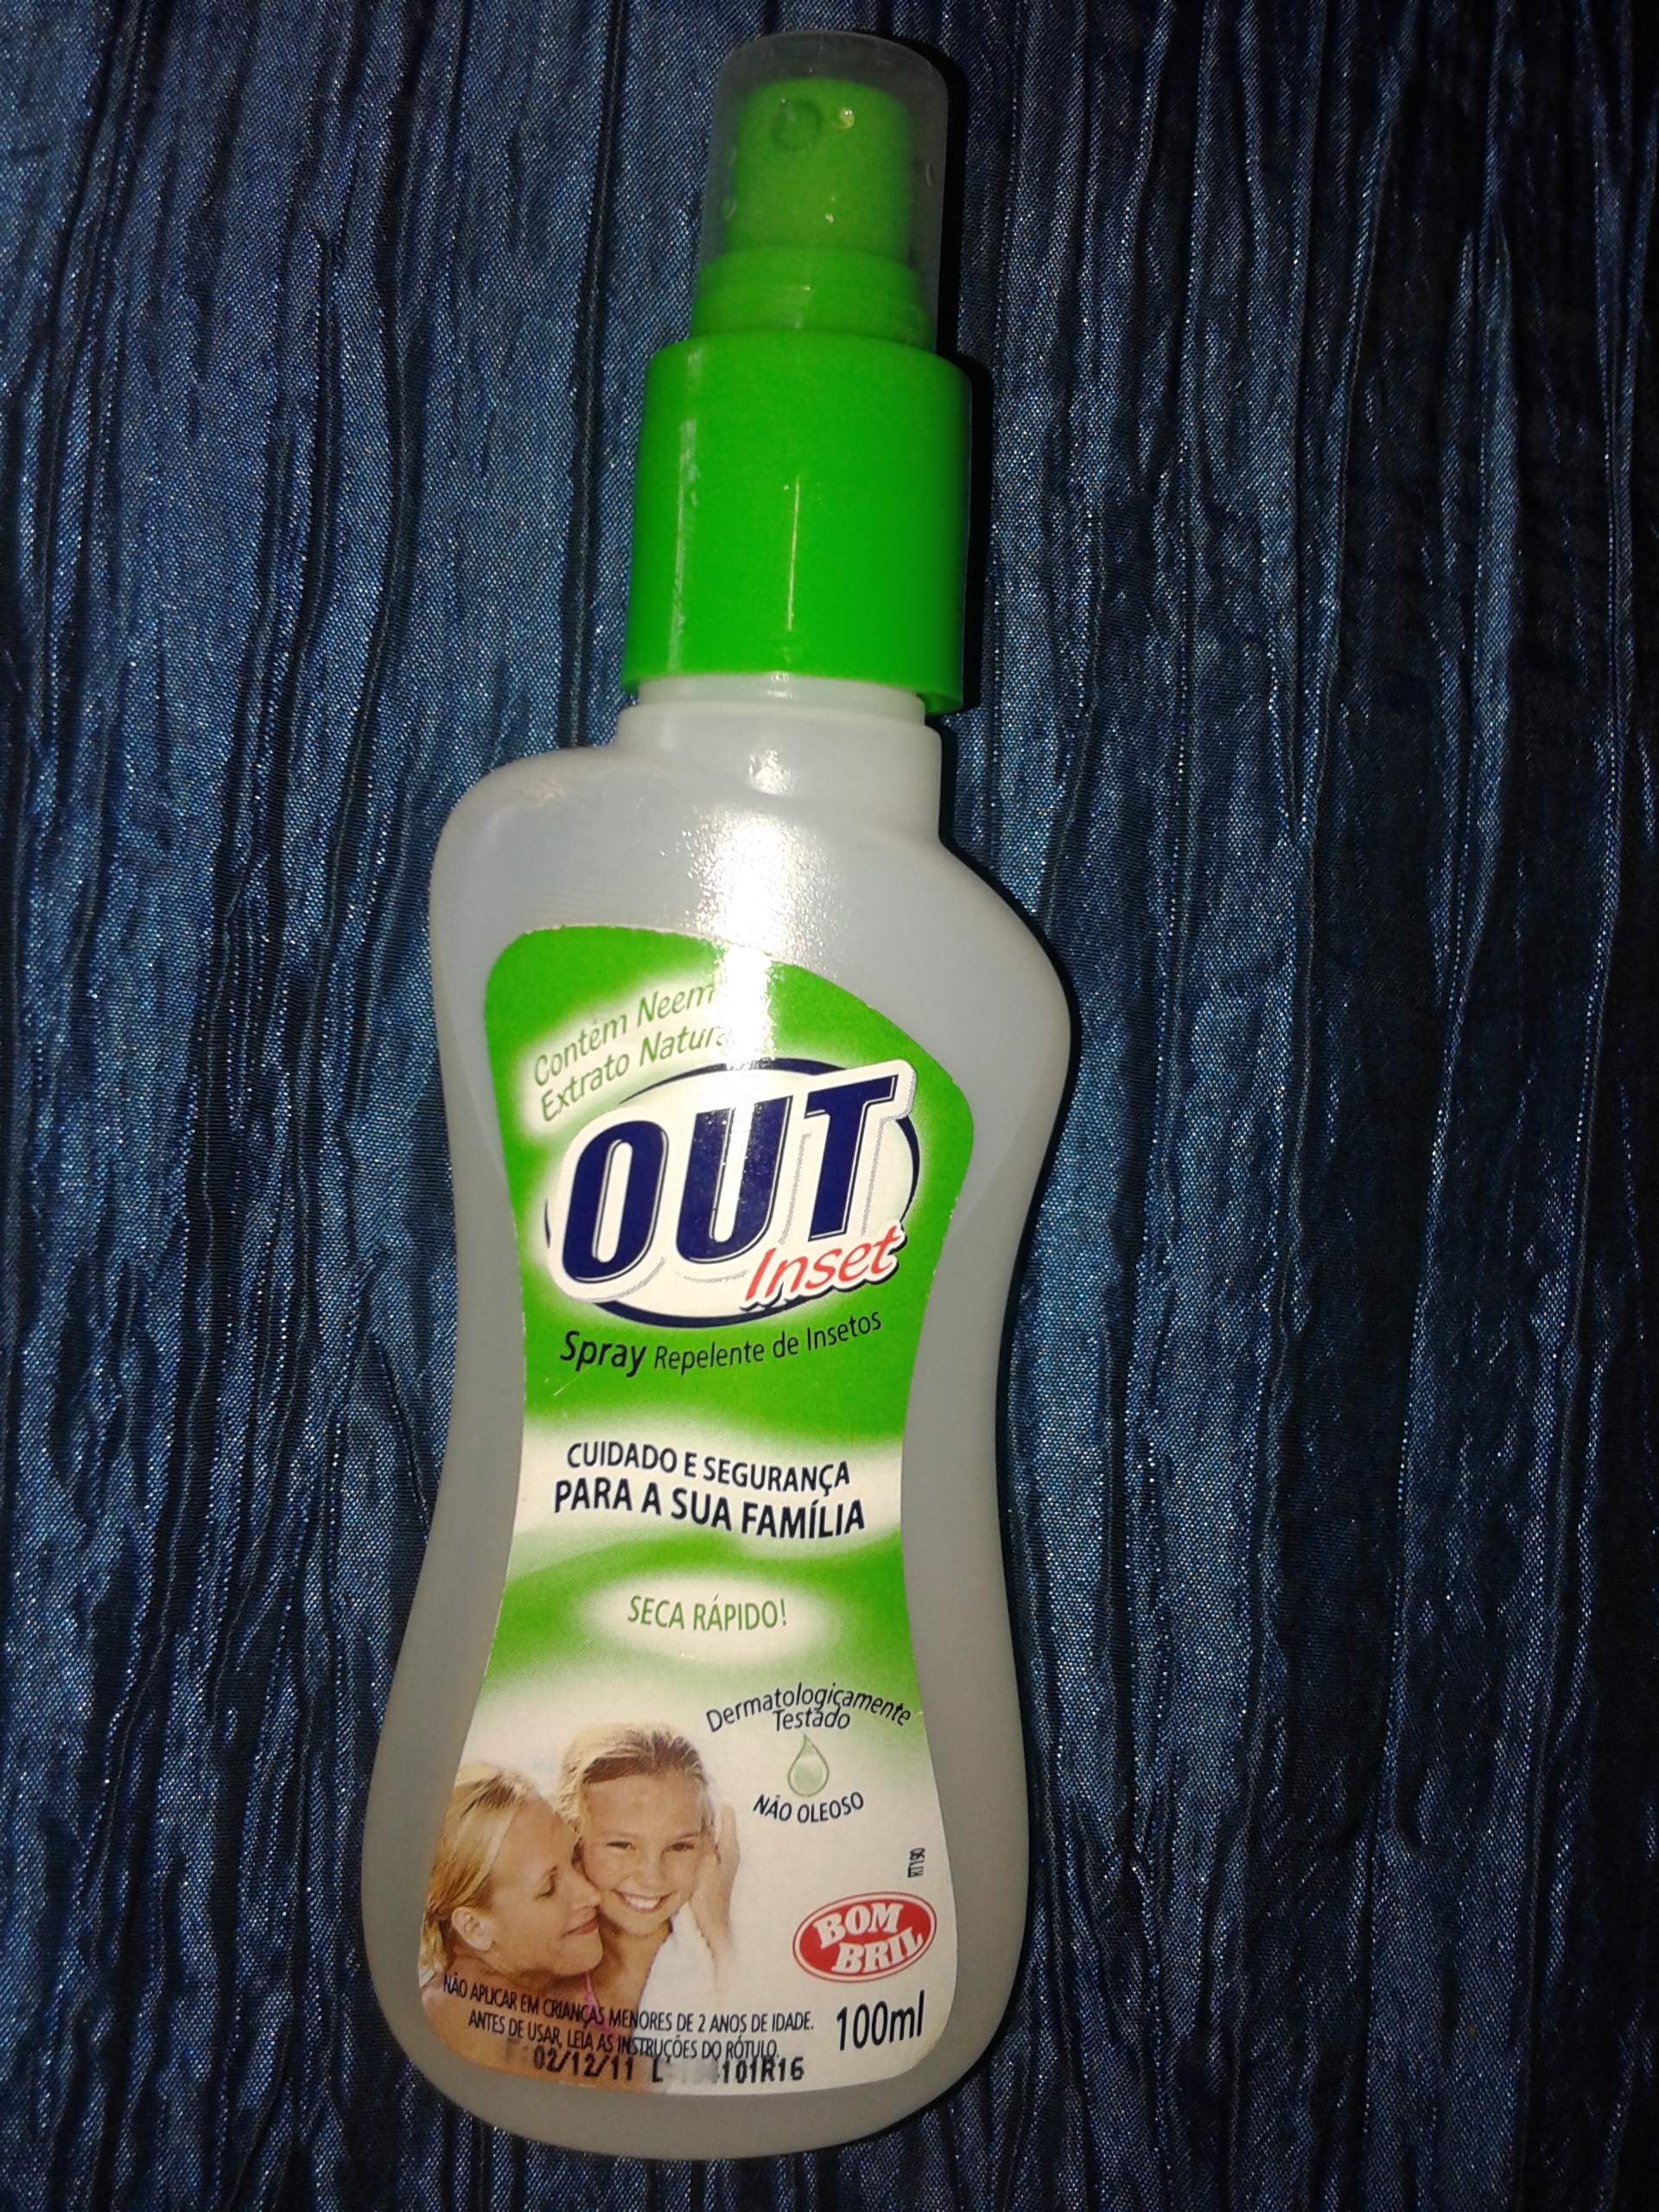 Contém Neem
Extrato Natural
OUT
Inset
Spray Repelente de Insetos
CUIDADO E SEGURANÇA
PARA A SUA FAMÍLIA
SECA RÁPIDO!
Dermatologicamente
Testado
NÃO OLEOSO
BOM
BRIL
NÃO APLICAR EM CRIANÇAS MENORES DE 2 ANOS DE IDADE.
ANTES DE USAR, LEIA AS INSTRUÇÕES DO RÓTULO.
100ml
02/12/11 L 101R16